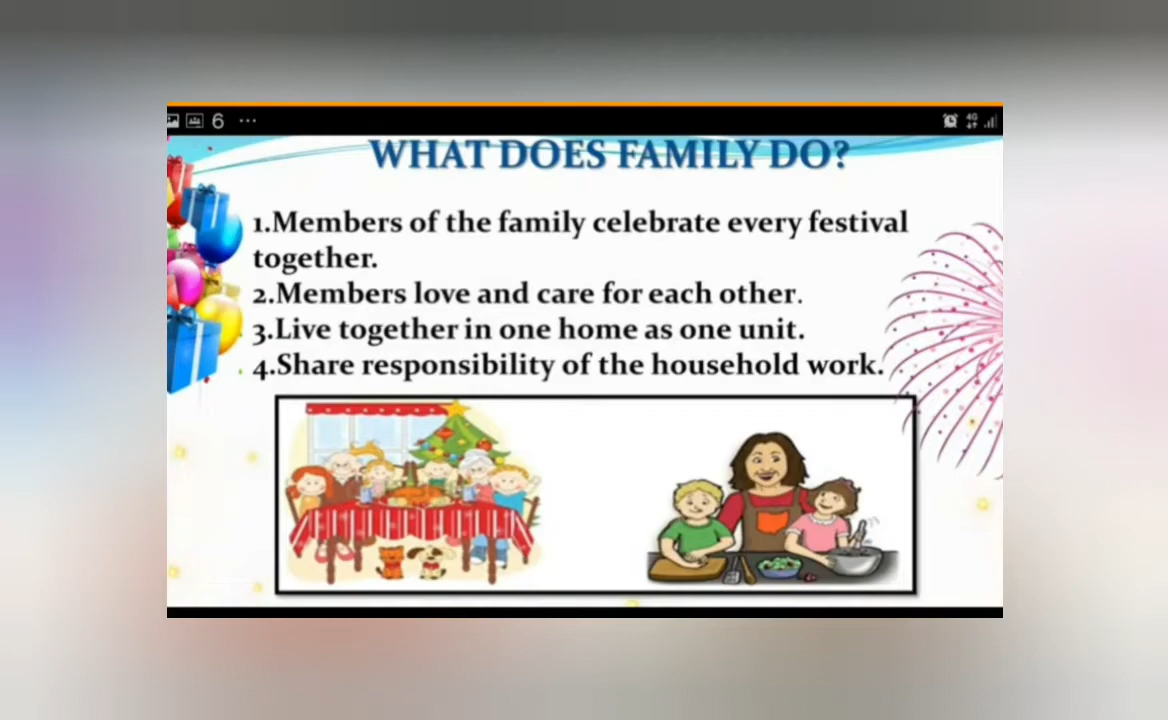 6 ...
4G
WHAT DOES FAMILY DO?
1.Members of the family celebrate every festival
together.
2.Members love and care for each other.
3.Live together in one home as one unit.
4.Share responsibility of the household work.